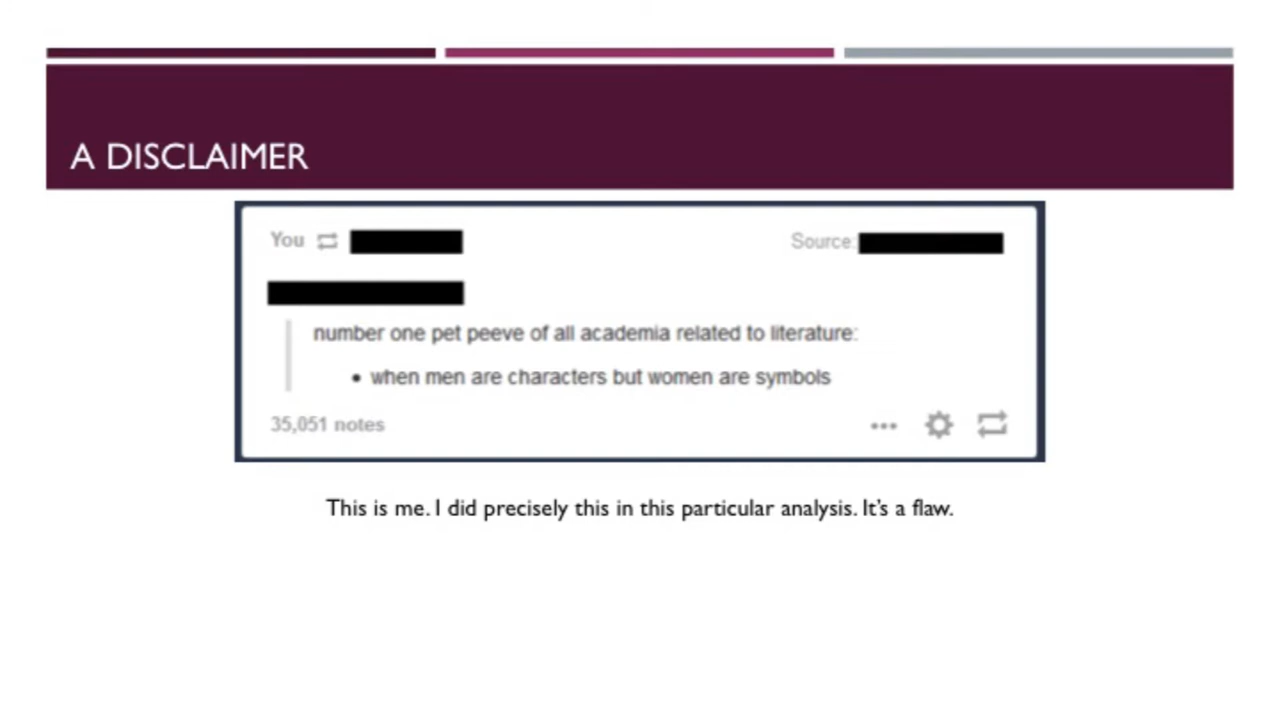 A DISCLAIMER
You
Source:
number one pet peeve of all academia related to literature:
• when men are characters but women are symbols
35,051 notes
This is me. I did precisely this in this particular analysis. It's a flaw.